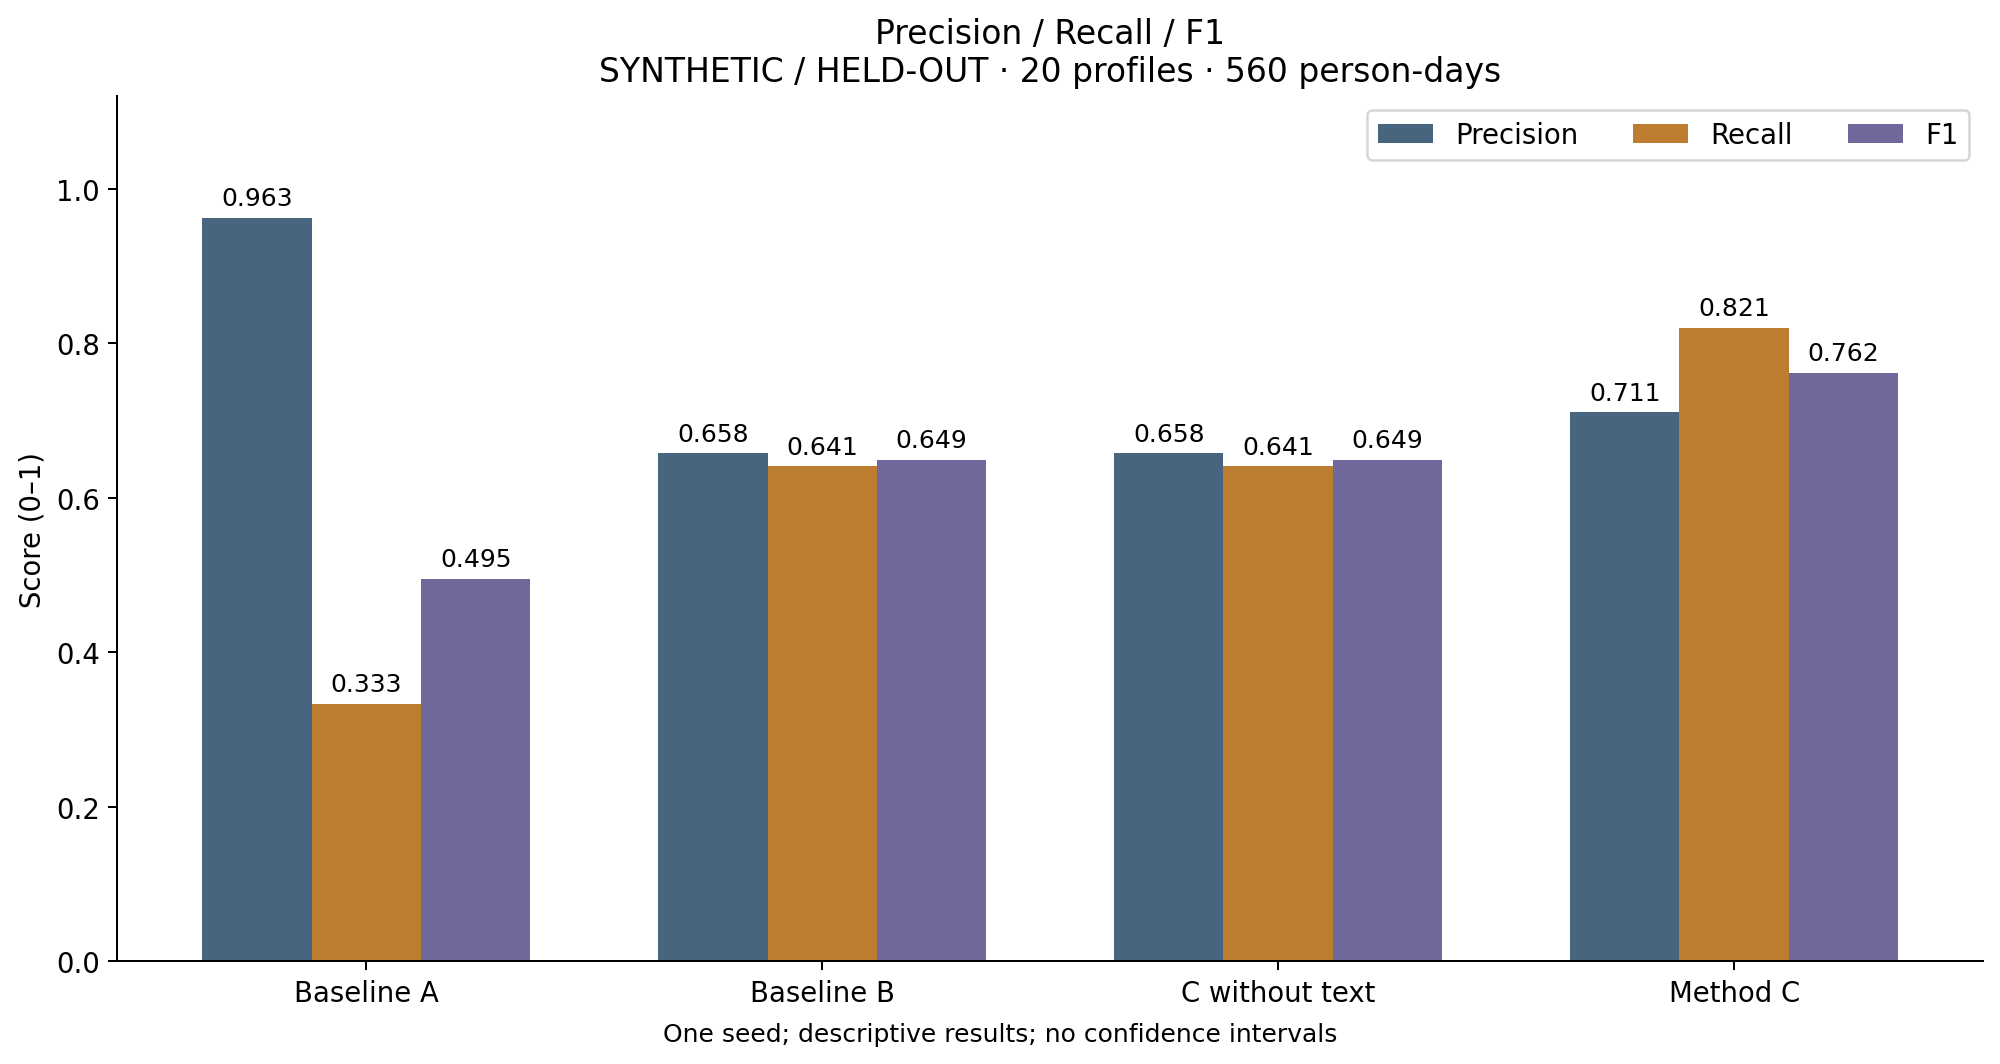 Precision / Recall / F1
SYNTHETIC / HELD-OUT · 20 profiles · 560 person-days
Precision Recall F1
Score (0–1)
1.0
0.8
0.6
0.4
0.2
0.0
0.963
0.333
0.495
0.658
0.641
0.649
0.658
0.641
0.649
0.711
0.821
0.762
Baseline A
Baseline B
C without text
Method C
One seed; descriptive results; no confidence intervals